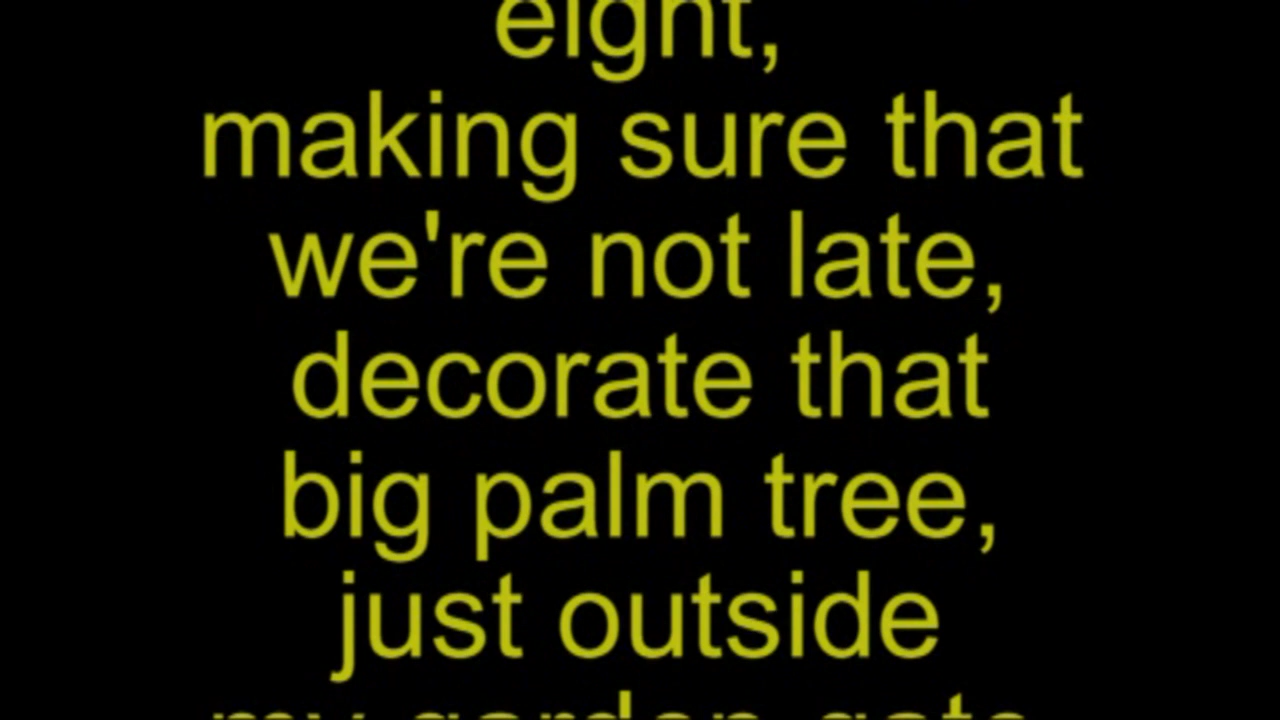 eight,
making sure that
we're not late,
decorate that
big palm tree,
just outside
my garden gate